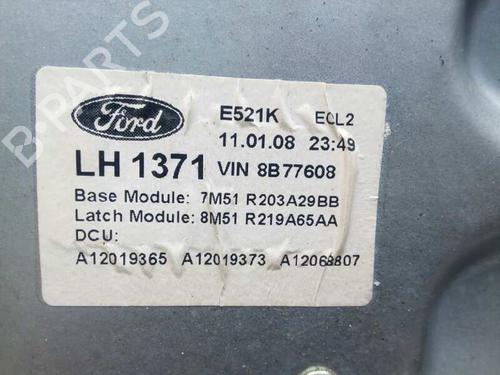 B-PARTS
Ford
E521K ECL2
11.01.08 23:49
LH 1371 VIN 8B77608
Base Module: 7M51 R203A29BB
Latch Module: 8M51 R219A65AA
DCU:
A12019365 A12019373 A12068807